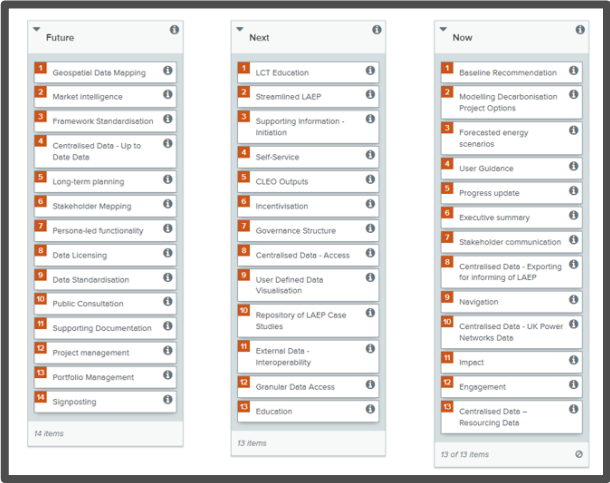 Future
1 Geospatial Data Mapping
2 Market intelligence
3 Framework Standardisation
4 Centralised Data - Up to
Date Data
5 Long-term planning
6 Stakeholder Mapping
7 Persona-led functionality
8 Data Licensing
9 Data Standardisation
10 Public Consultation
11 Supporting Documentation
12 Project management
13 Portfolio Management
14 Signposting
14 items
Next
1 LCT Education
2 Streamlined LAEP
3 Supporting Information -
Initiation
4 Self-Service
5 CLEO Outputs
6 Incentivisation
7 Governance Structure
8 Centralised Data - Access
9 User Defined Data
Visualisation
10 Repository of LAEP Case
Studies
11 External Data -
Interoperability
12 Granular Data Access
13 Education
13 items
Now
1 Baseline Recommendation
2 Modelling Decarbonisation
Project Options
3 Forecasted energy
scenarios
4 User Guidance
5 Progress update
6 Executive summary
7 Stakeholder communication
8 Centralised Data - Exporting
for informing of LAEP
9 Navigation
10 Centralised Data - UK Power
Networks Data
11 Impact
12 Engagement
13 Centralised Data –
Resourcing Data
13 of 13 items